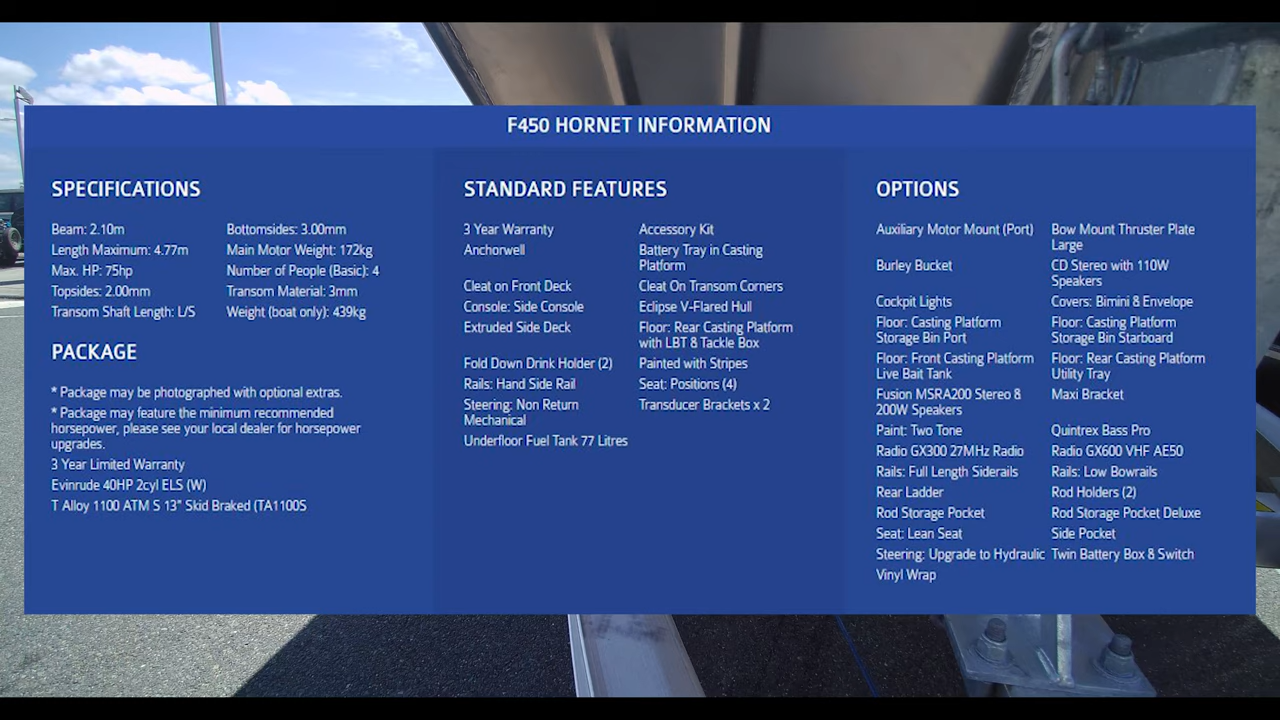 F450 HORNET INFORMATION
SPECIFICATIONS
Beam: 2.10m
Bottomsides: 3.00mm
Length Maximum: 4.77m
Main Motor Weight: 172kg
Max. HP: 75hp
Number of People (Basic): 4
Topsides: 2.00mm
Transom Material: 3mm
Transom Shaft Length: L/S
Weight (boat only): 439kg
PACKAGE
* Package may be photographed with optional extras.
* Package may feature the minimum recommended
horsepower, please see your local dealer for horsepower
upgrades.
3 Year Limited Warranty
Evinrude 40HP 2cyl ELS (W)
T Alloy 1100 ATM S 13" Skid Braked (TA1100S
STANDARD FEATURES
3 Year Warranty
Accessory Kit
Anchorwell
Battery Tray in Casting
Platform
Cleat on Front Deck
Cleat On Transom Corners
Console: Side Console
Eclipse V-Flared Hull
Extruded Side Deck
Floor: Rear Casting Platform
with LBT & Tackle Box
Fold Down Drink Holder (2)
Painted with Stripes
Rails: Hand Side Rail
Seat: Positions (4)
Steering: Non Return
Mechanical
Transducer Brackets x 2
Underfloor Fuel Tank 77 Litres
OPTIONS
Auxiliary Motor Mount (Port)
Bow Mount Thruster Plate
Large
Burley Bucket
CD Stereo with 110W
Speakers
Cockpit Lights
Covers: Bimini & Envelope
Floor: Casting Platform
Storage Bin Port
Floor: Casting Platform
Storage Bin Starboard
Floor: Front Casting Platform
Live Bait Tank
Floor: Rear Casting Platform
Utility Tray
Fusion MSRA200 Stereo &
200W Speakers
Maxi Bracket
Paint: Two Tone
Quintrex Bass Pro
Radio GX300 27MHz Radio
Radio GX600 VHF AE50
Rails: Full Length Siderails
Rails: Low Bowrails
Rear Ladder
Rod Holders (2)
Rod Storage Pocket
Rod Storage Pocket Deluxe
Seat: Lean Seat
Side Pocket
Steering: Upgrade to Hydraulic
Twin Battery Box & Switch
Vinyl Wrap